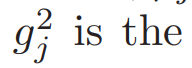 $g_j^2$ is the